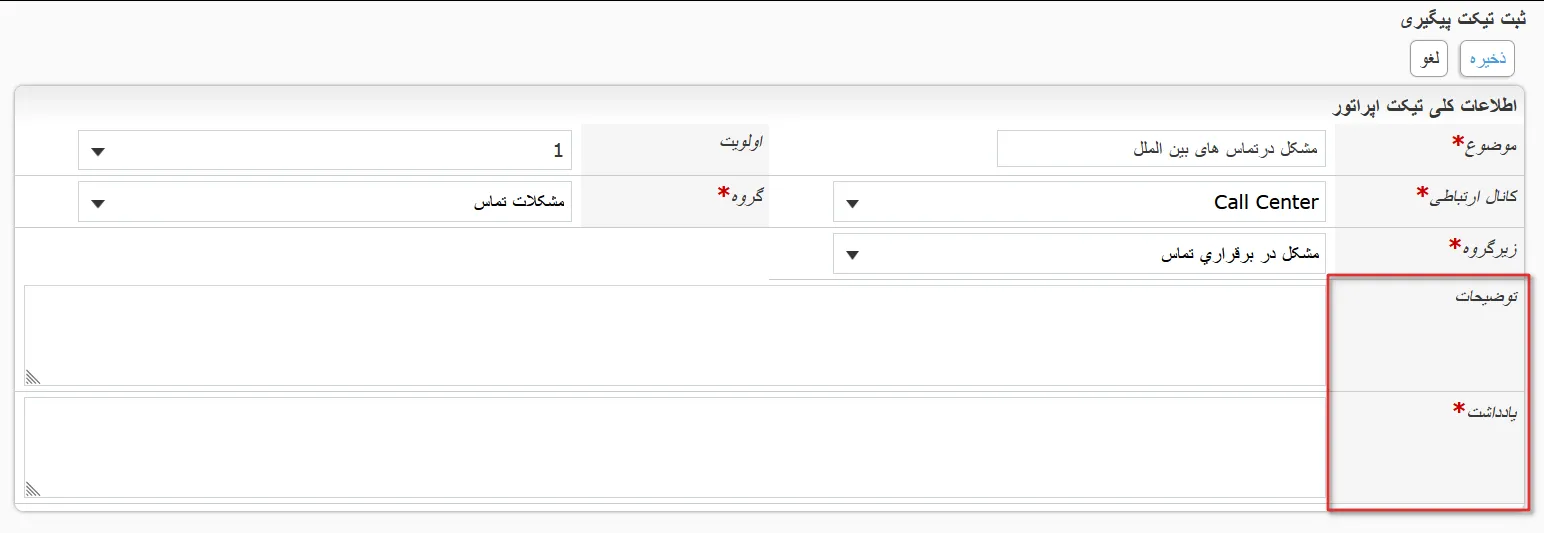 ثبت تیکت پیگیری
ذخیره لغو
اطلاعات کلی تیکت اپراتور
موضوع* مشکل درتماس های بین الملل اولویت 1
کانال ارتباطی* Call Center گروه* مشکلات تماس
زیرگروه* مشکل در برقراري تماس
توضیحات
یادداشت*